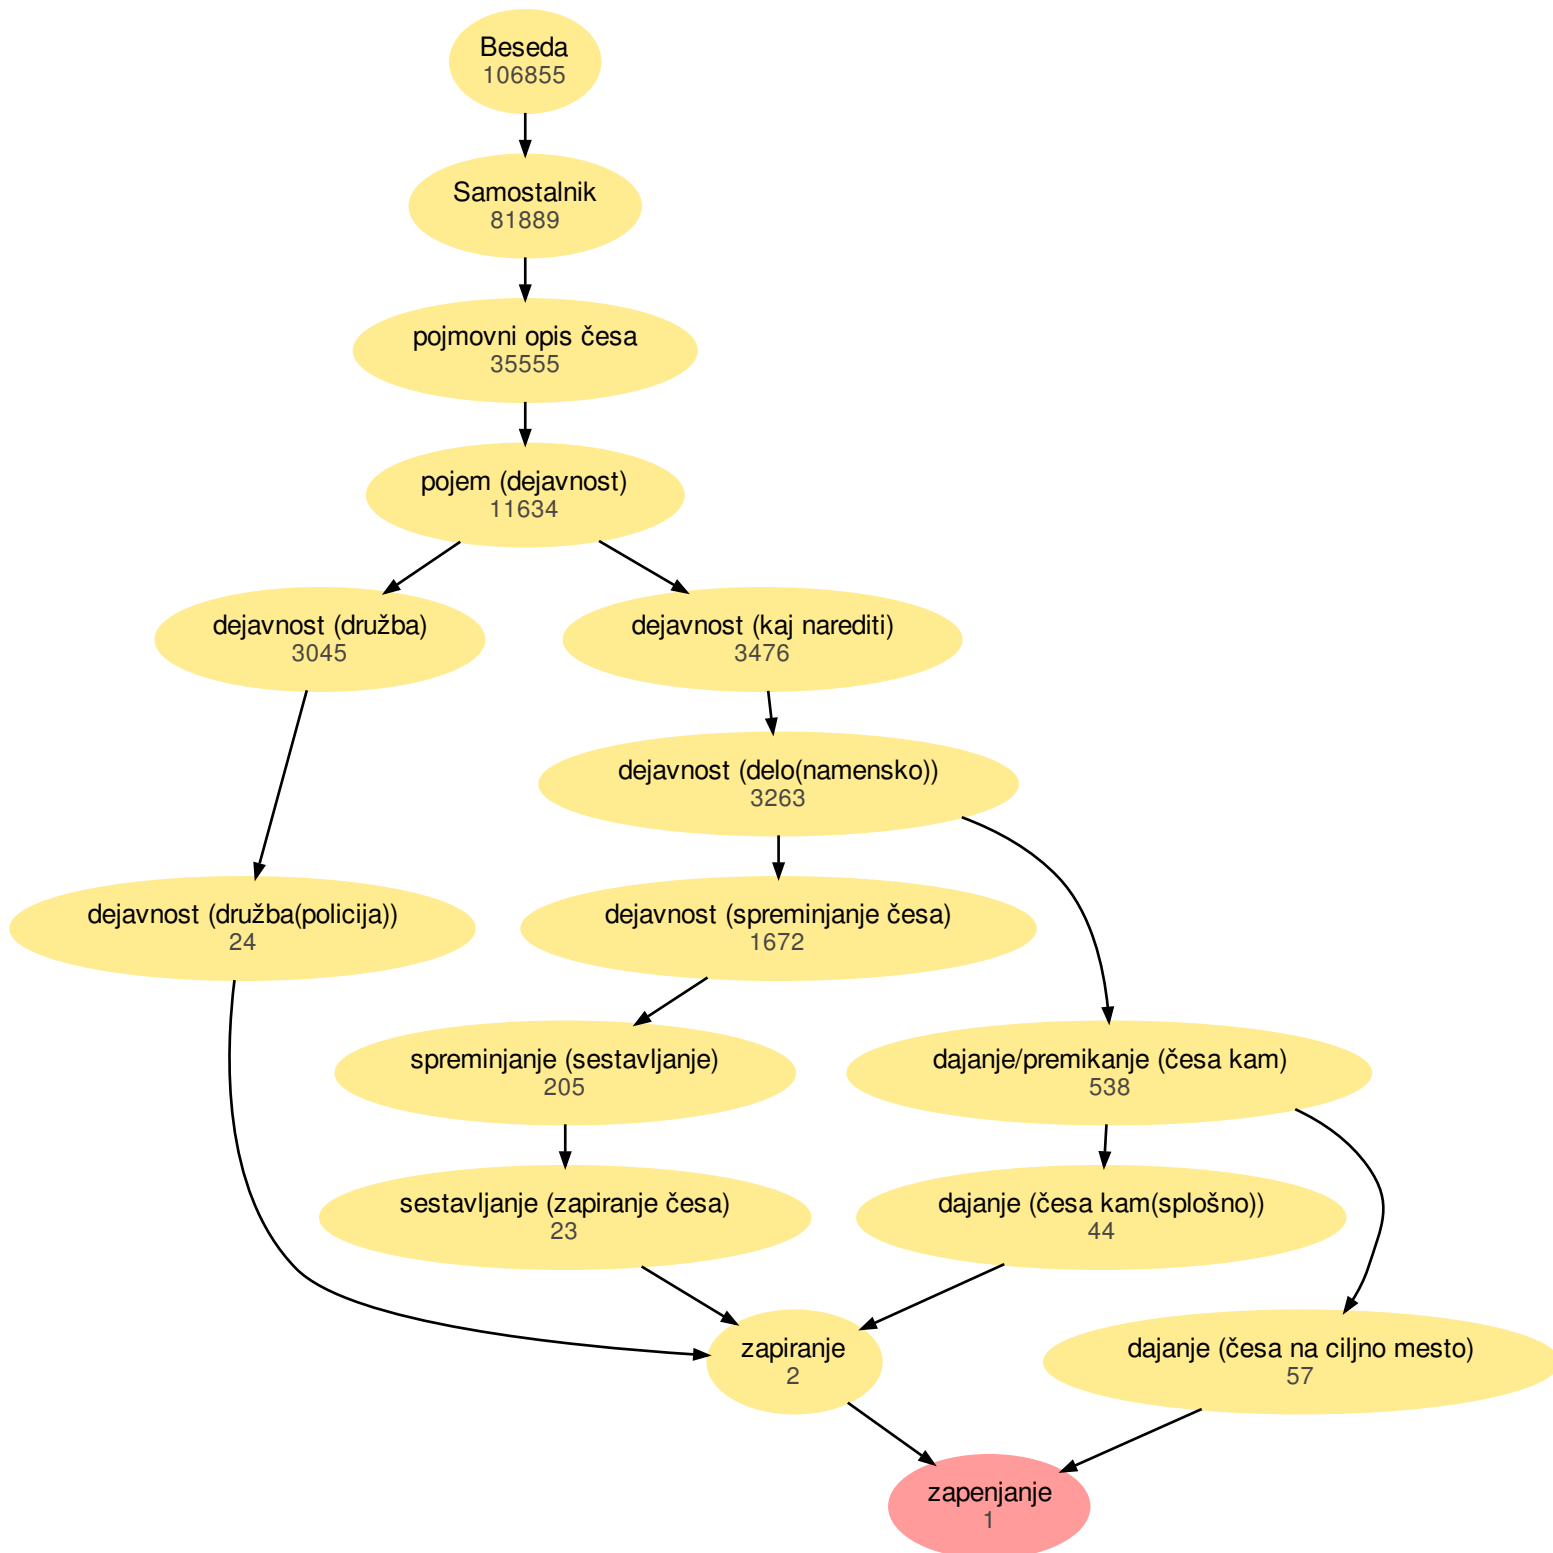 Beseda
106855
Samostalnik
81889
pojmovni opis česa
35555
pojem (dejavnost)
11634
dejavnost (družba)
3045
dejavnost (kaj narediti)
3476
dejavnost (delo(namensko))
3263
dejavnost (družba(policija))
24
dejavnost (spreminjanje česa)
1672
spreminjanje (sestavljanje)
205
dajanje/premikanje (česa kam)
538
sestavljanje (zapiranje česa)
23
dajanje (česa kam(splošno))
44
zapiranje
2
dajanje (česa na ciljno mesto)
57
zapenjanje
1